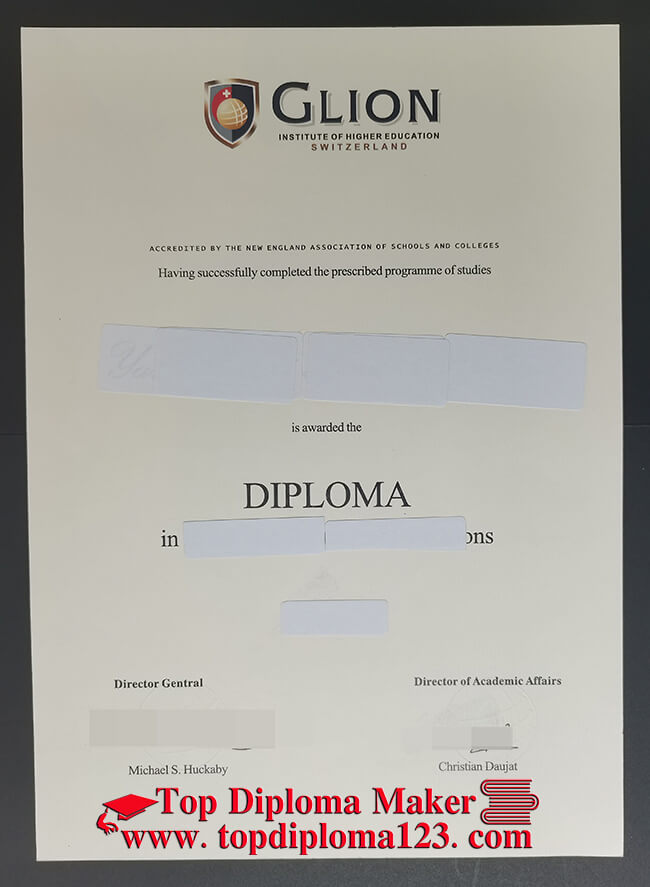 GLION
INSTITUTE OF HIGHER EDUCATION
SWITZERLAND
ACCREDITED BY THE NEW ENGLAND ASSOCIATION OF SCHOOLS AND COLLEGES
Having successfully completed the prescribed programme of studies
is awarded the
DIPLOMA
in ons
Director Gentral Director of Academic Affairs
Michael S. Huckaby Christian Daujat
Top Diploma Maker
www. topdiploma123. com